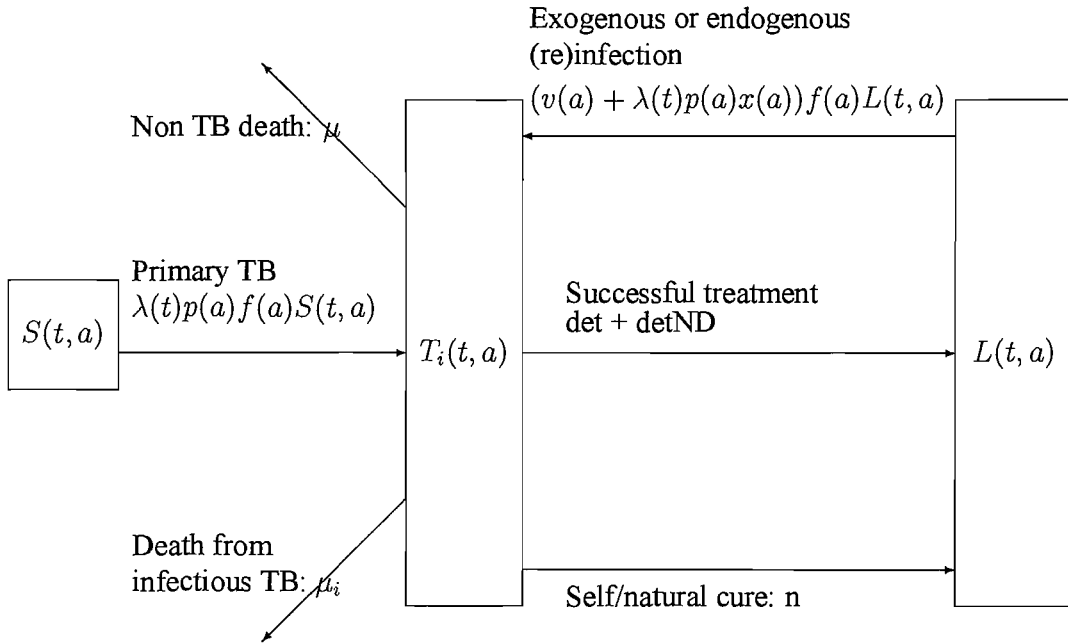 Exogenous or endogenous
(re)infection
(v(a) + λ(t)p(a)x(a))f(a)L(t, a)
Non TB death: μ
Primary TB
λ(t)p(a)f(a)S(t, a)
S(t, a)
T_i(t, a)
Successful treatment
det + detND
L(t, a)
Death from
infectious TB: μ_i
Self/natural cure: n